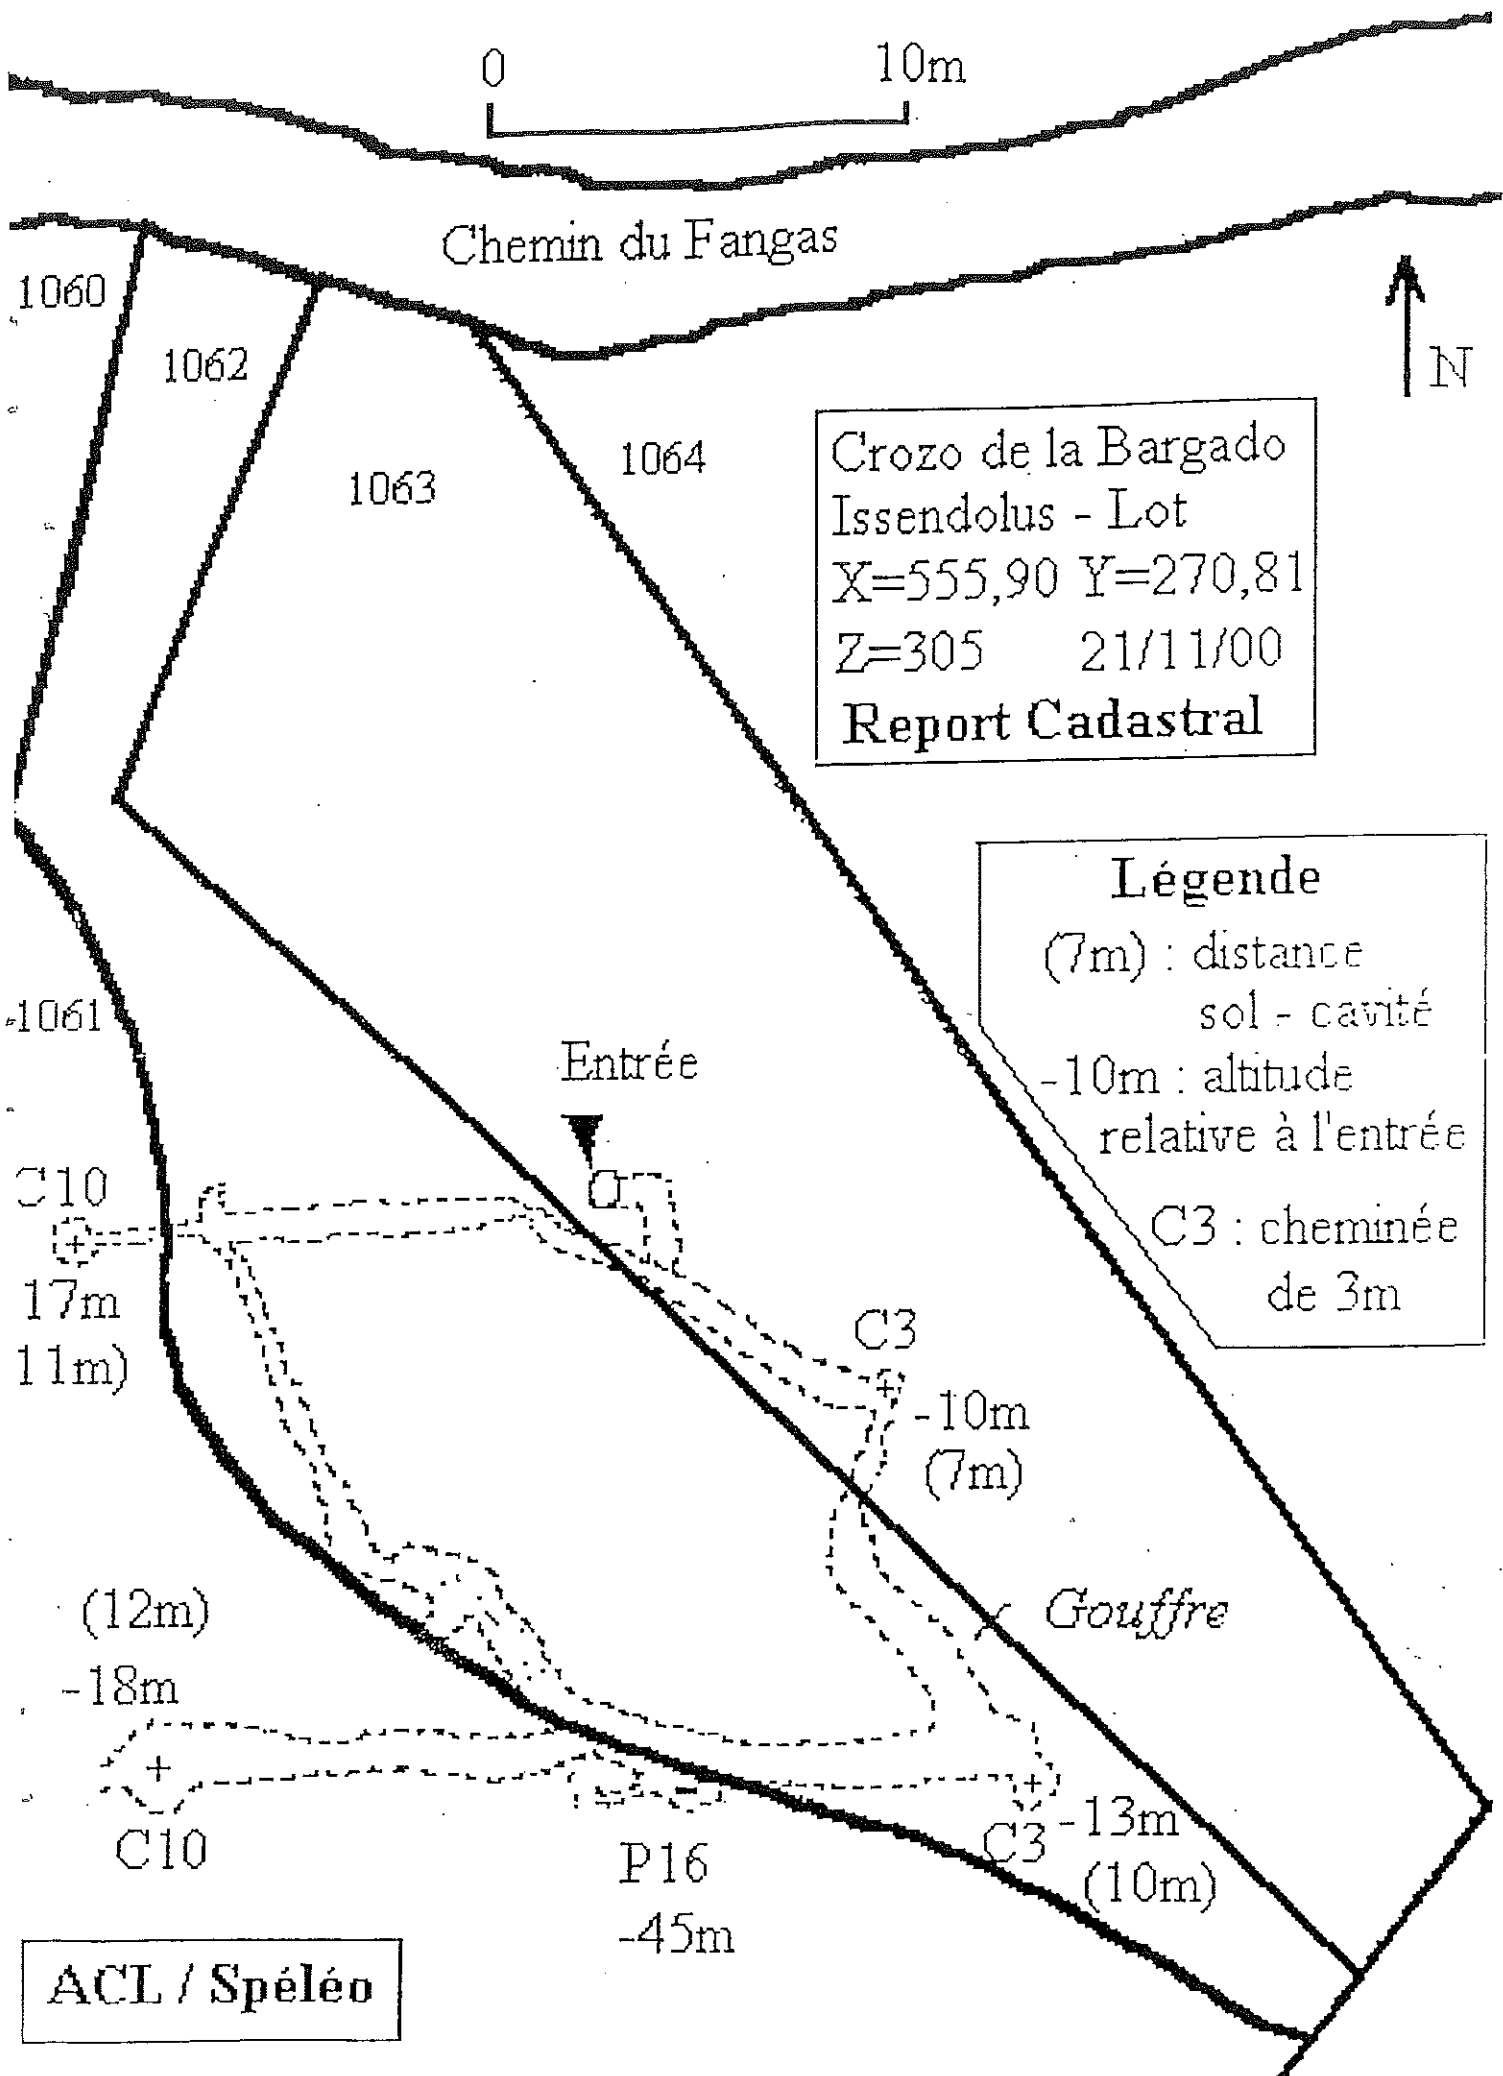 0 10m
Chemin du Fangas
1060
1062
1063
1064
N
Crozo de la Bargado
Issendolus - Lot
X=555,90 Y=270,81
Z=305 21/11/00
Report Cadastral
Légende
(7m) : distance
sol - cavité
-10m : altitude
relative à l'entrée
C3 : cheminée
de 3m
1061
Entrée
C10
17m
11m)
C3
-10m
(7m)
Gouffre
(12m)
-18m
C10
P16
-45m
C3 -13m
(10m)
ACL / Spéléo